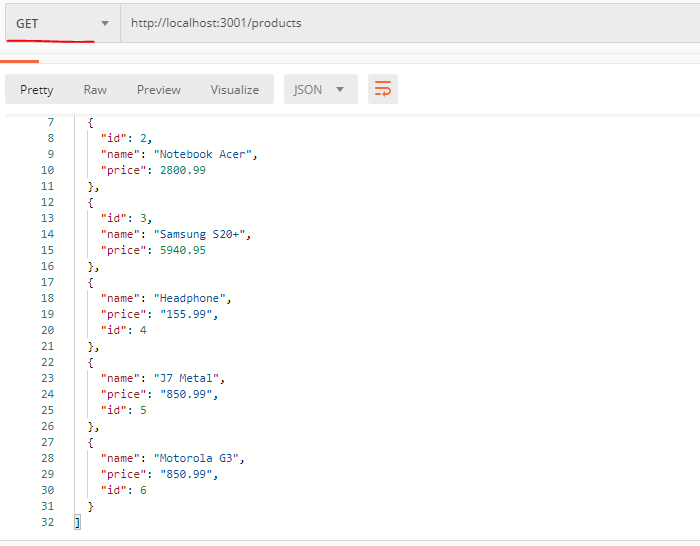 GET http://localhost:3001/products
Pretty Raw Preview Visualize JSON
7 {
8 "id": 2,
9 "name": "Notebook Acer",
10 "price": 2800.99
11 },
12 {
13 "id": 3,
14 "name": "Samsung S20+",
15 "price": 5940.95
16 },
17 {
18 "name": "Headphone",
19 "price": "155.99",
20 "id": 4
21 },
22 {
23 "name": "J7 Metal",
24 "price": "850.99",
25 "id": 5
26 },
27 {
28 "name": "Motorola G3",
29 "price": "850.99",
30 "id": 6
31 }
32 ]